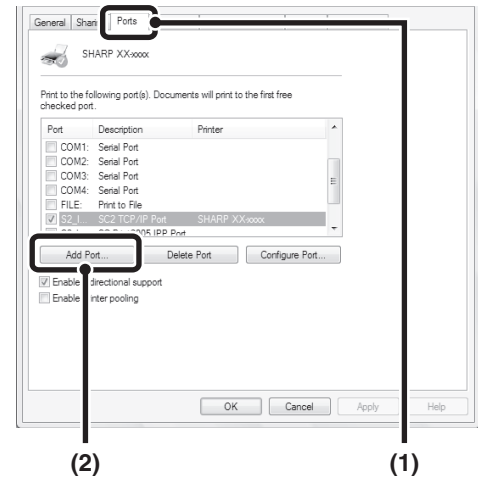 General Shari Ports
SHARP XX-xxxx
Print to the following port(s). Documents will print to the first free
checked port.
Port Description Printer
COM1: Serial Port
COM2: Serial Port
COM3: Serial Port
COM4: Serial Port
FILE: Print to File
S2_I... SC2 TCP/IP Port SHARP XX-xxxx
Add Port... Delete Port Configure Port...
Enable directional support
Enable inter pooling
OK Cancel Apply Help
(2) (1)